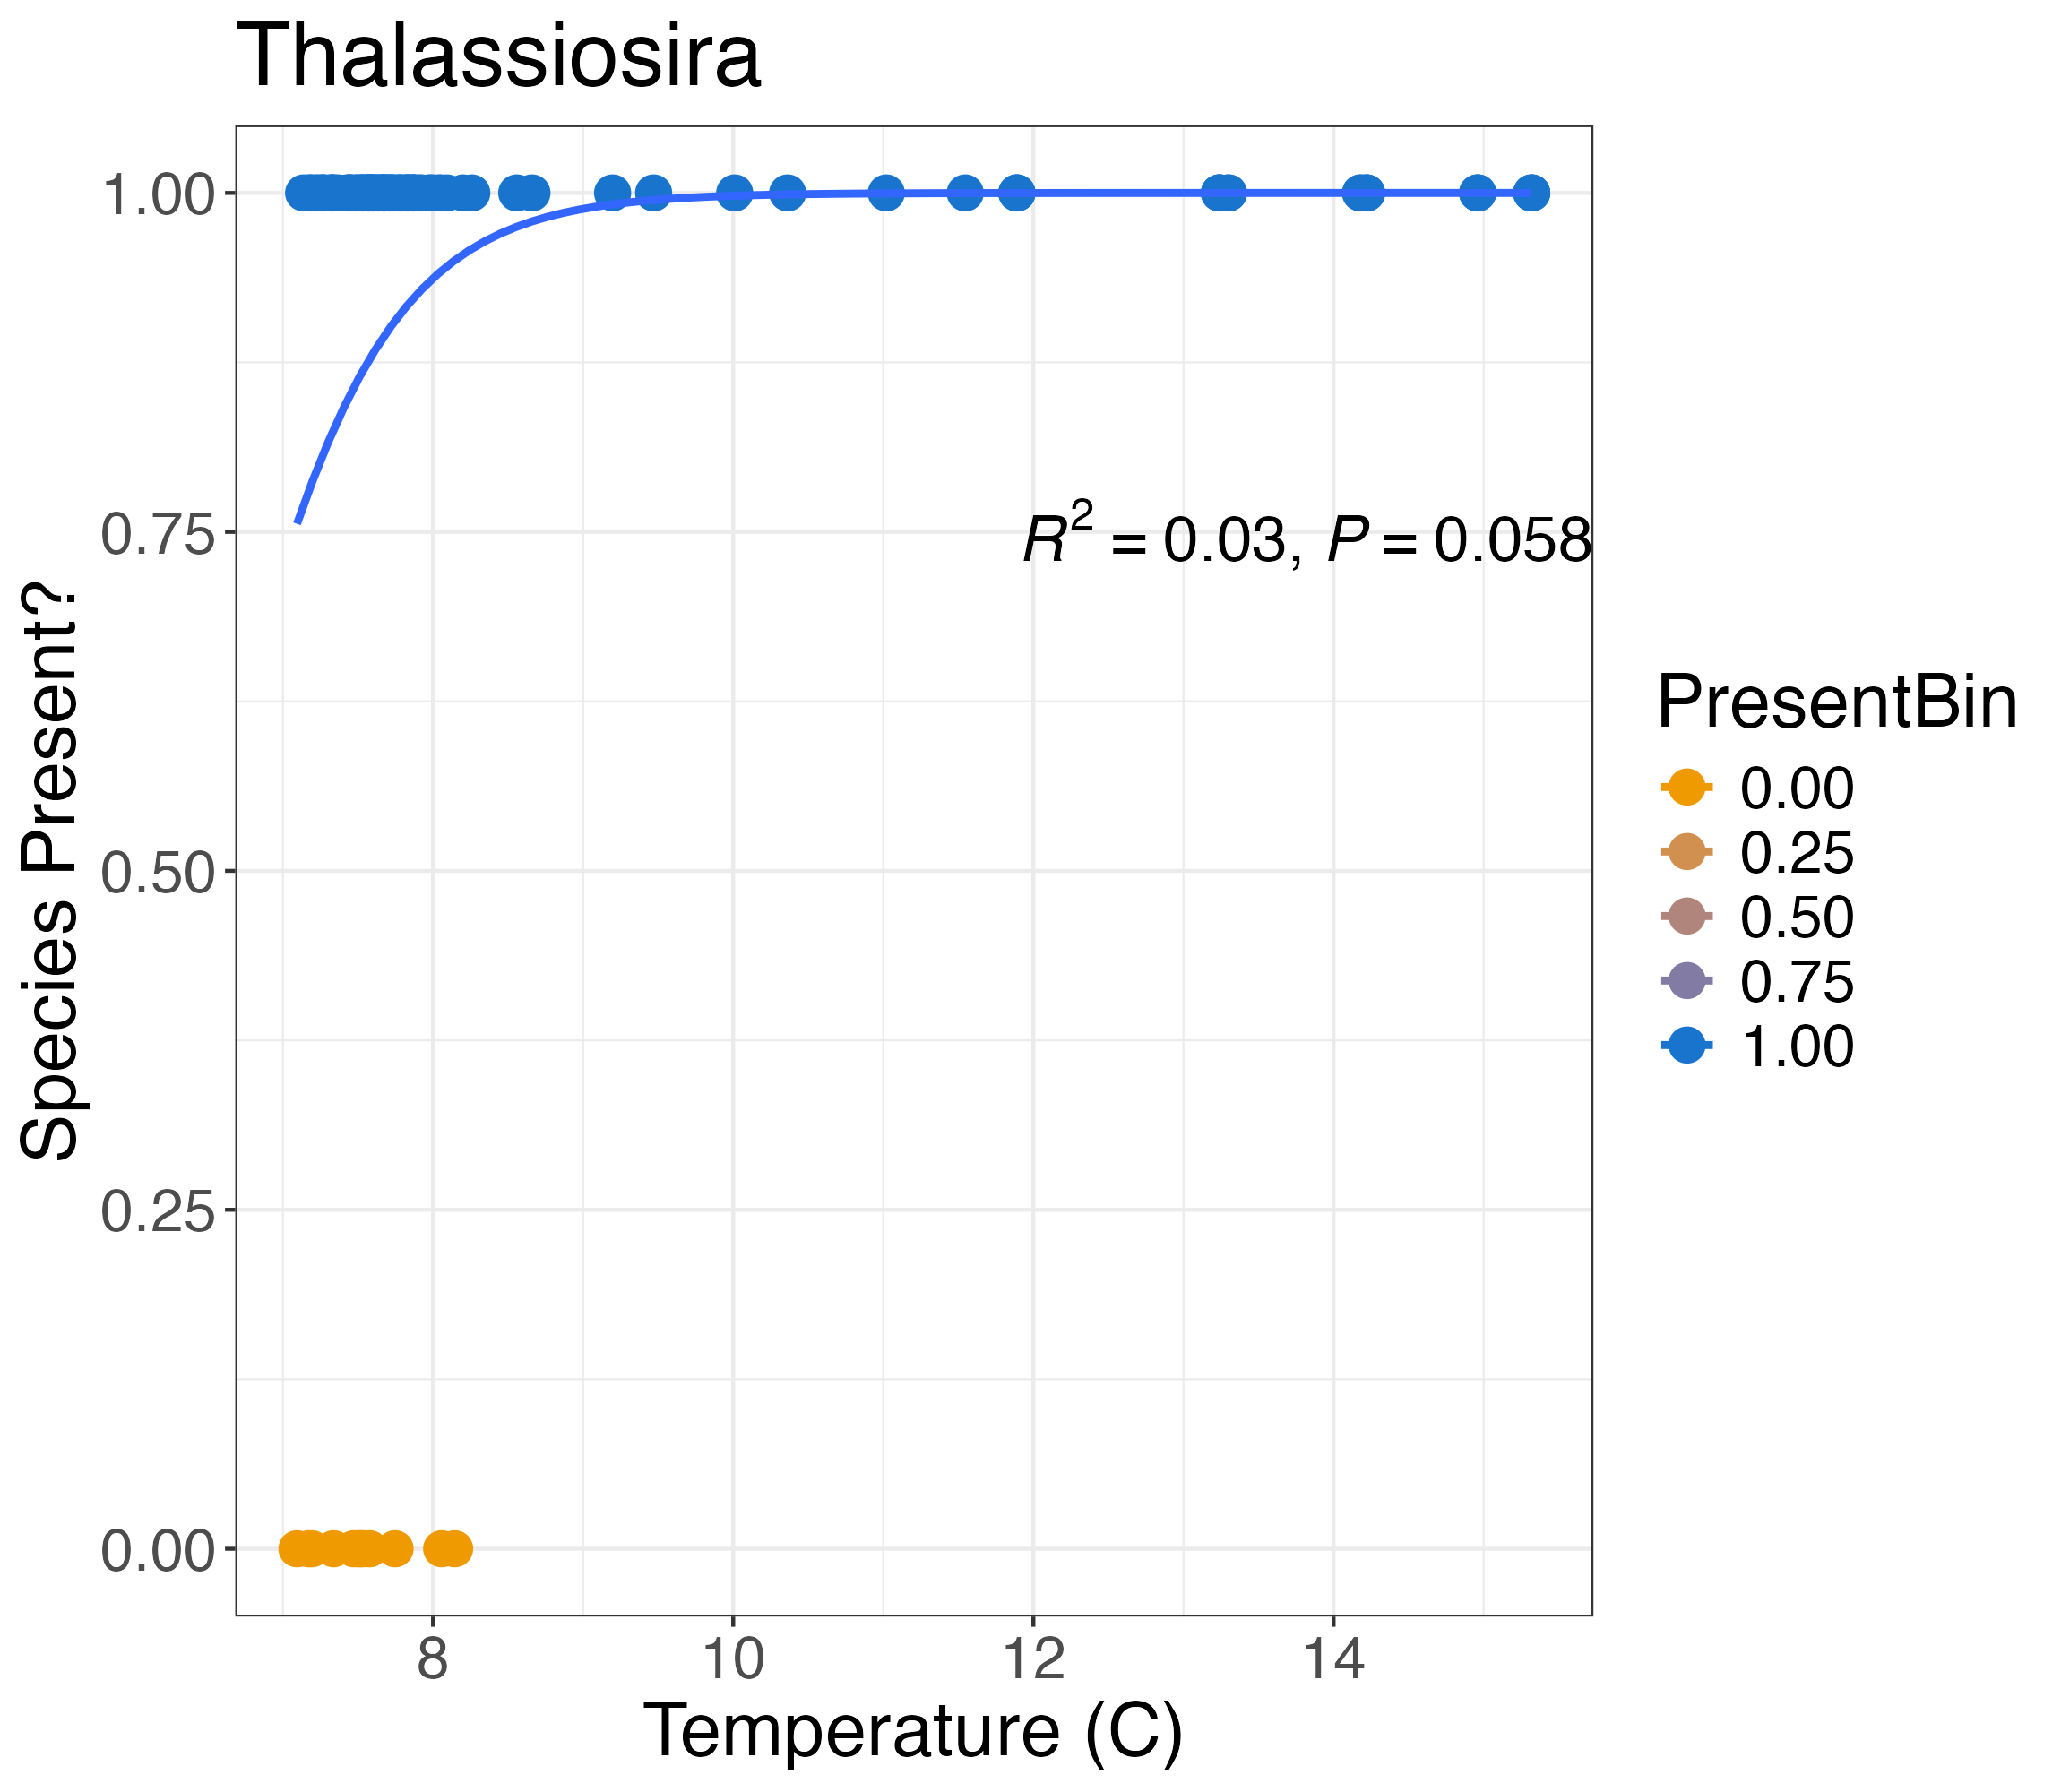 Thalassiosira
1.00
0.75
0.50
0.25
0.00
Species Present?
R² = 0.03, P = 0.058
8 10 12 14
Temperature (C)
PresentBin
0.00
0.25
0.50
0.75
1.00